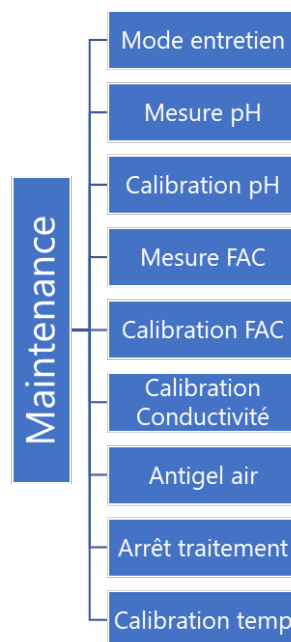 Maintenance
Mode entretien
Mesure pH
Calibration pH
Mesure FAC
Calibration FAC
Calibration
Conductivité
Antigel air
Arrêt traitement
Calibration temp